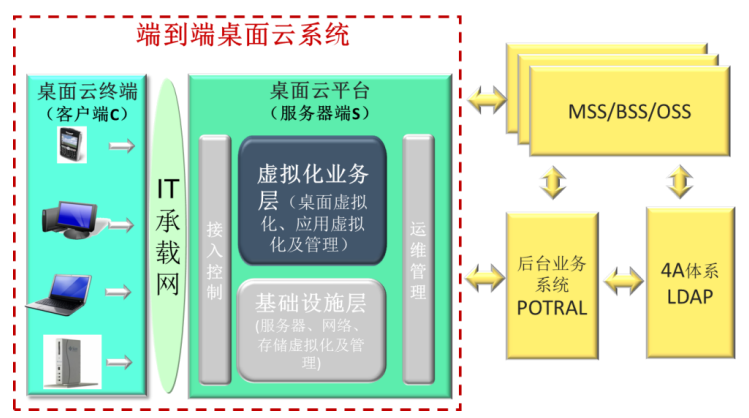 端到端桌面云系统
桌面云终端
（客户端C）
IT
承
载
网
桌面云平台
（服务器端S）
接
入
控
制
虚拟化业务
层（桌面虚拟
化、应用虚拟
化及管理）
基础设施层
(服务器、网络、
存储虚拟化及管
理)
运
维
管
理
MSS/BSS/OSS
后台业务
系统
POTRAL
4A体系
LDAP